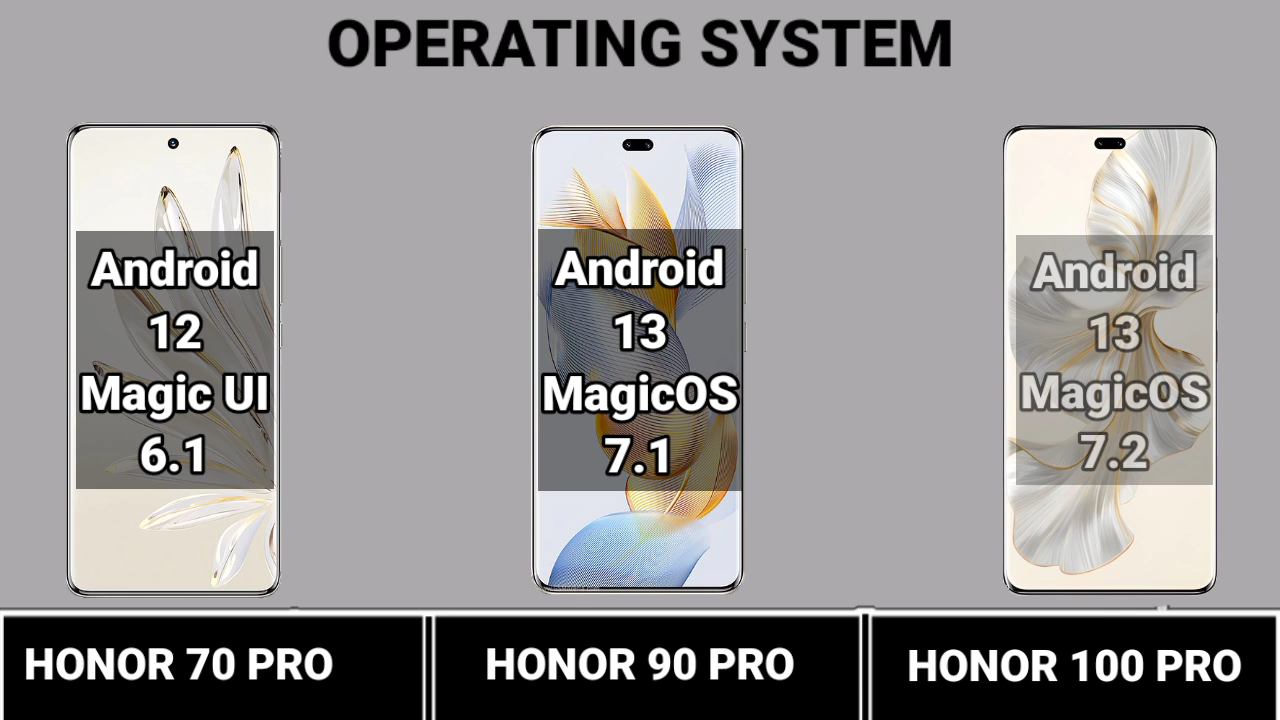 OPERATING SYSTEM
Android
12
Magic UI
6.1
Android
13
MagicOS
7.1
Android
13
MagicOS
7.2
HONOR 70 PRO
HONOR 90 PRO
HONOR 100 PRO